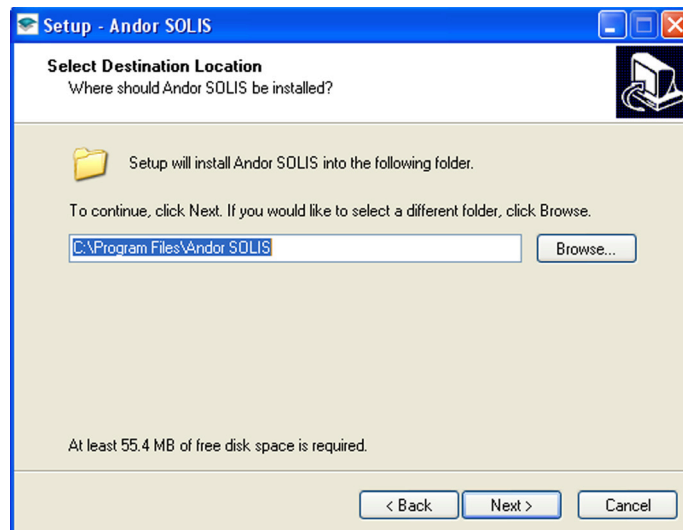 Setup - Andor SOLIS
Select Destination Location
Where should Andor SOLIS be installed?
Setup will install Andor SOLIS into the following folder.
To continue, click Next. If you would like to select a different folder, click Browse.
C:\Program Files\Andor SOLIS
Browse...
At least 55.4 MB of free disk space is required.
< Back
Next >
Cancel